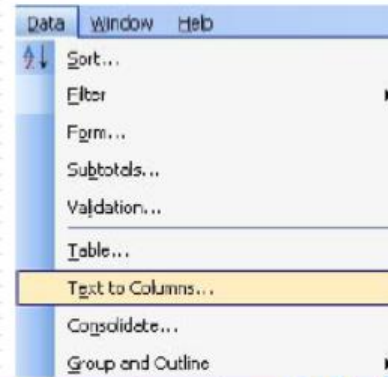 Data Window Help
Sort...
Filter
Form...
Subtotals...
Validation...
Table...
Text to Columns...
Consolidate...
Group and Outline